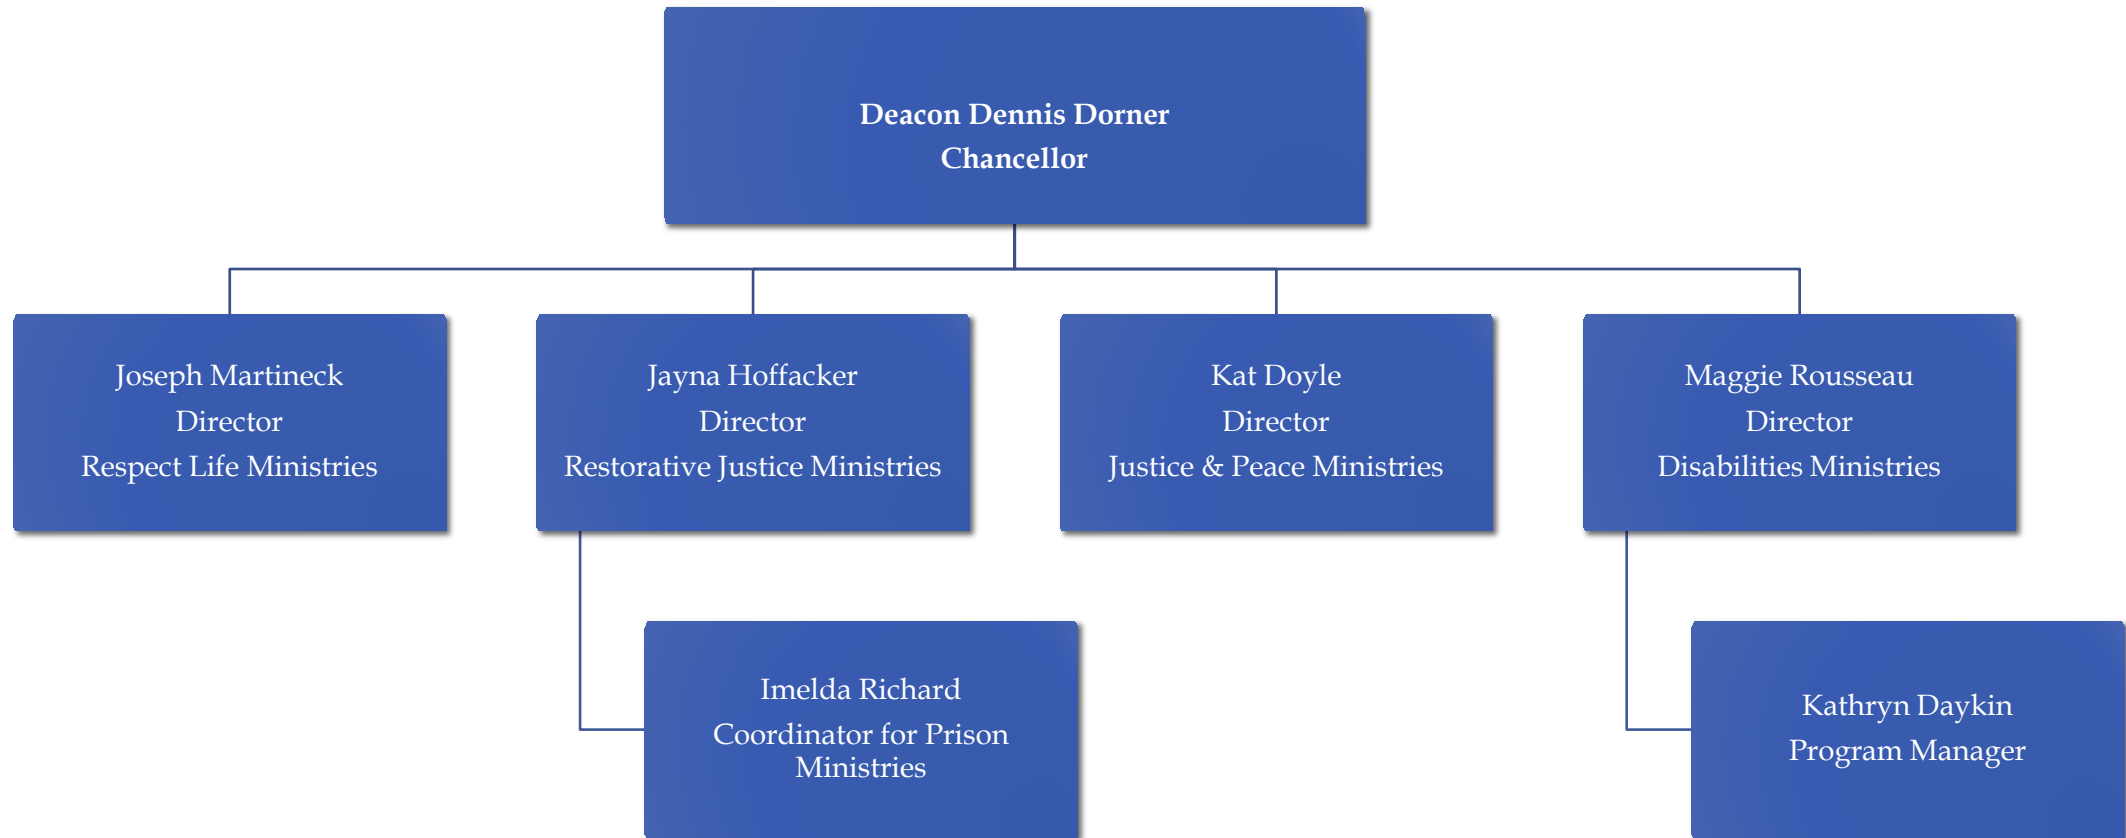 Deacon Dennis Dorner
Chancellor
Joseph Martineck
Director
Respect Life Ministries
Jayna Hoffacker
Director
Restorative Justice Ministries
Kat Doyle
Director
Justice & Peace Ministries
Maggie Rousseau
Director
Disabilities Ministries
Imelda Richard
Coordinator for Prison
Ministries
Kathryn Daykin
Program Manager